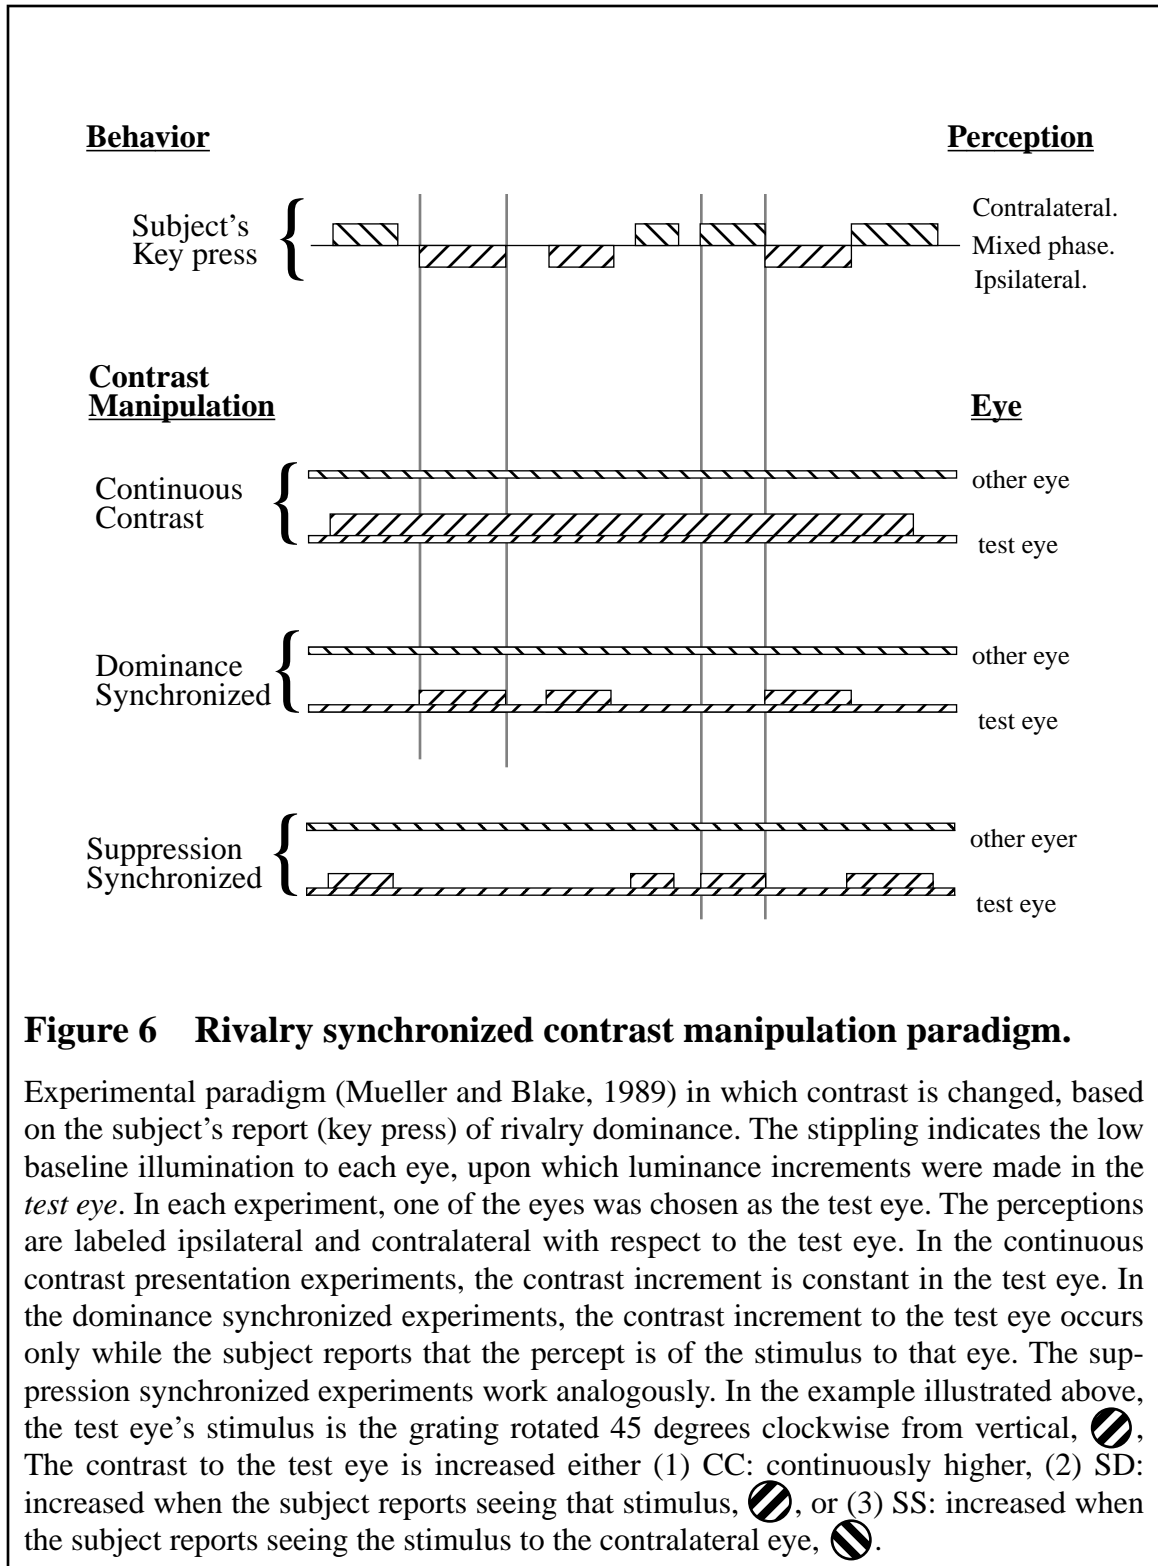 Behavior
Perception
Subject's
Key press
Contralateral.
Mixed phase.
Ipsilateral.
Contrast
Manipulation
Eye
Continuous
Contrast
other eye
test eye
Dominance
Synchronized
other eye
test eye
Suppression
Synchronized
other eyer
test eye
Figure 6 Rivalry synchronized contrast manipulation paradigm.
Experimental paradigm (Mueller and Blake, 1989) in which contrast is changed, based
on the subject's report (key press) of rivalry dominance. The stippling indicates the low
baseline illumination to each eye, upon which luminance increments were made in the
test eye. In each experiment, one of the eyes was chosen as the test eye. The perceptions
are labeled ipsilateral and contralateral with respect to the test eye. In the continuous
contrast presentation experiments, the contrast increment is constant in the test eye. In
the dominance synchronized experiments, the contrast increment to the test eye occurs
only while the subject reports that the percept is of the stimulus to that eye. The sup-
pression synchronized experiments work analogously. In the example illustrated above,
the test eye's stimulus is the grating rotated 45 degrees clockwise from vertical, ,
The contrast to the test eye is increased either (1) CC: continuously higher, (2) SD:
increased when the subject reports seeing that stimulus, , or (3) SS: increased when
the subject reports seeing the stimulus to the contralateral eye, .